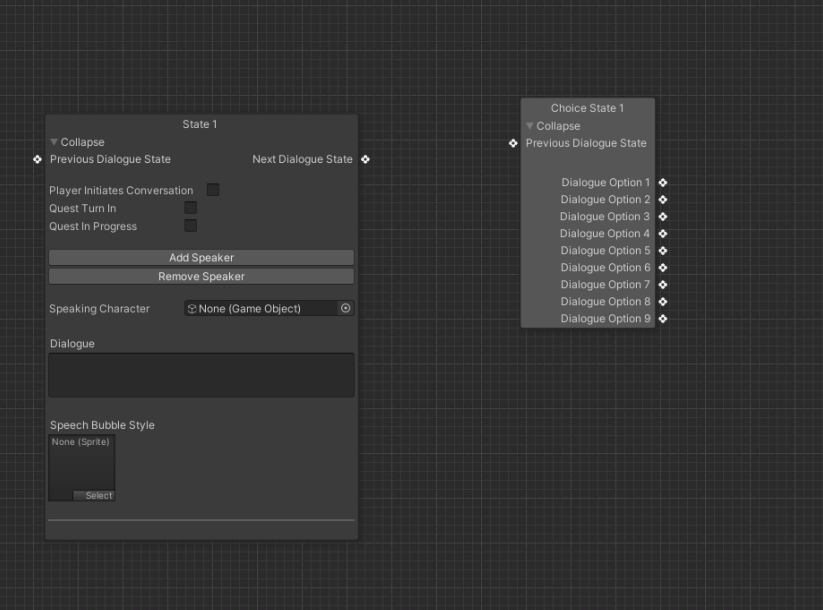 State 1
Collapse
Previous Dialogue State Next Dialogue State
Player Initiates Conversation
Quest Turn In
Quest In Progress
Add Speaker
Remove Speaker
Speaking Character None (Game Object)
Dialogue
Speech Bubble Style
None (Sprite)
Select
Choice State 1
Collapse
Previous Dialogue State
Dialogue Option 1
Dialogue Option 2
Dialogue Option 3
Dialogue Option 4
Dialogue Option 5
Dialogue Option 6
Dialogue Option 7
Dialogue Option 8
Dialogue Option 9